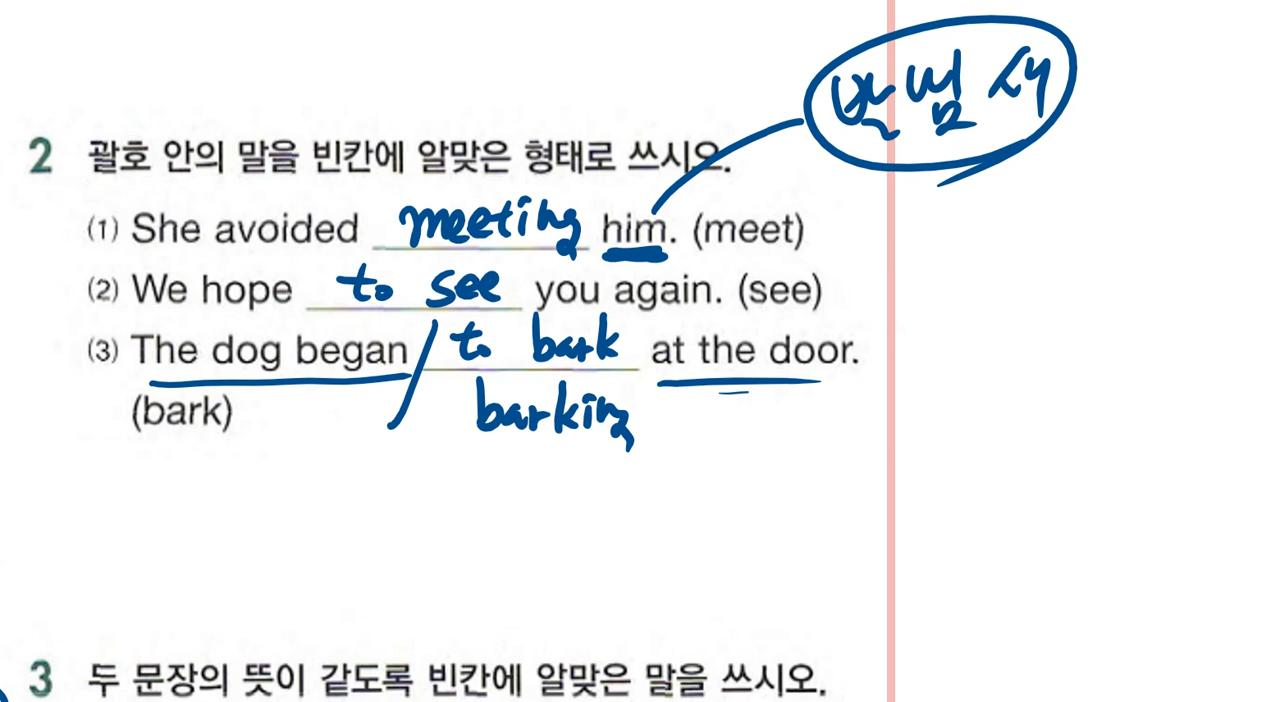 반법새
2 괄호 안의 말을 빈칸에 알맞은 형태로 쓰시오.
(1) She avoided meeting him. (meet)
(2) We hope to see you again. (see)
(3) The dog began / to bark at the door.
barking
(bark)
3 두 문장의 뜻이 같도록 빈칸에 알맞은 말을 쓰시오.